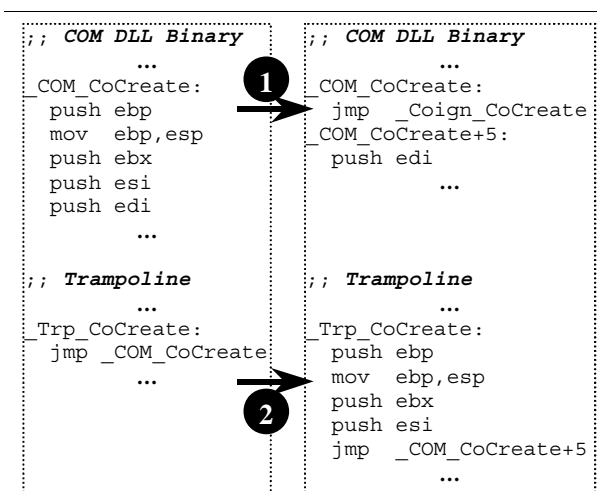 ;; COM DLL Binary
...
_COM_CoCreate:
push ebp
mov ebp,esp
push ebx
push esi
push edi
...
;; Trampoline
...
_Trp_CoCreate:
jmp _COM_CoCreate
...
1
2
;; COM DLL Binary
...
_COM_CoCreate:
jmp _Coign_CoCreate
_COM_CoCreate+5:
push edi
...
;; Trampoline
...
_Trp_CoCreate:
push ebp
mov ebp,esp
push ebx
push esi
jmp _COM_CoCreate+5
...